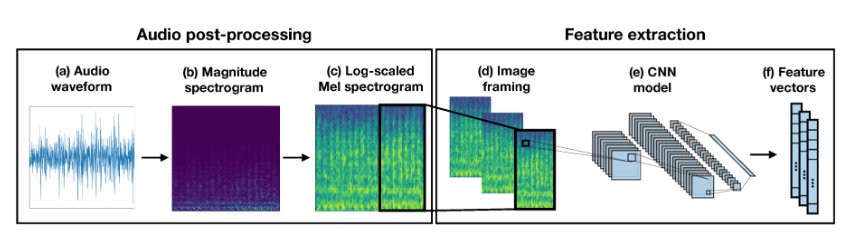 Audio post-processing
Feature extraction
(a) Audio
waveform
(b) Magnitude
spectrogram
(c) Log-scaled
Mel spectrogram
(d) Image
framing
(e) CNN
model
(f) Feature
vectors